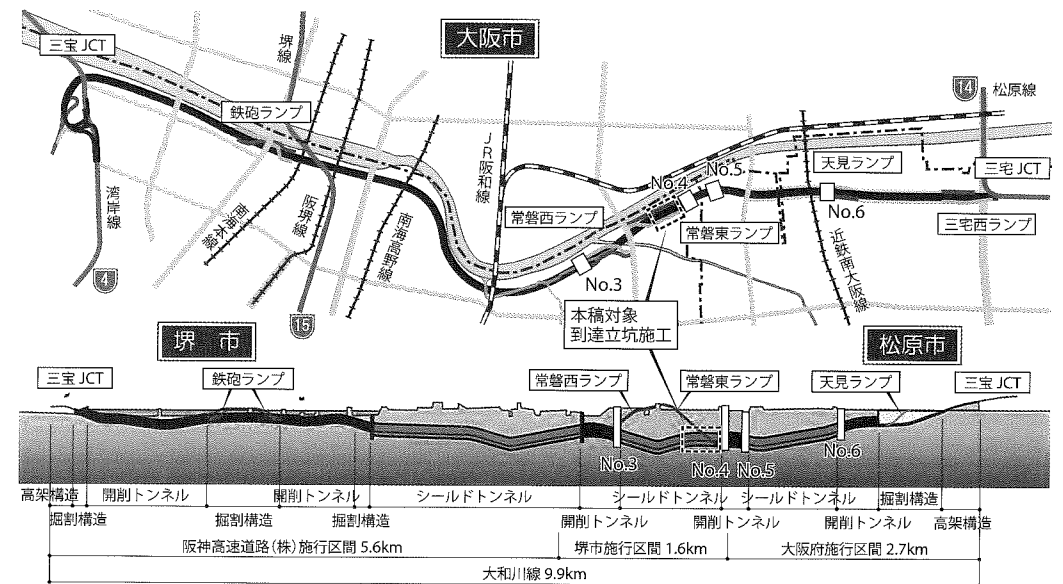 大阪市
三宝 JCT
堺線
14
松原線
鉄砲ランプ
JR阪和線
天見ランプ
三宅 JCT
No.4
No.5
湾岸線
南海本線
阪堺線
南海高野線
常磐西ランプ
常磐東ランプ
No.6
三宅西ランプ
近鉄南大阪線
No.3
4
15
本稿対象
到達立坑施工
堺 市
松原市
三宝 JCT
鉄砲ランプ
常磐西ランプ
常磐東ランプ
天見ランプ
三宝 JCT
No.3
No.4
No.5
No.6
高架構造
開削トンネル
開削トンネル
シールドトンネル
シールドトンネル
シールドトンネル
掘割構造
掘割構造
掘割構造
掘割構造
開削トンネル
開削トンネル
開削トンネル
高架構造
阪神高速道路(株)施行区間 5.6km
堺市施行区間 1.6km
大阪府施行区間 2.7km
大和川線 9.9km